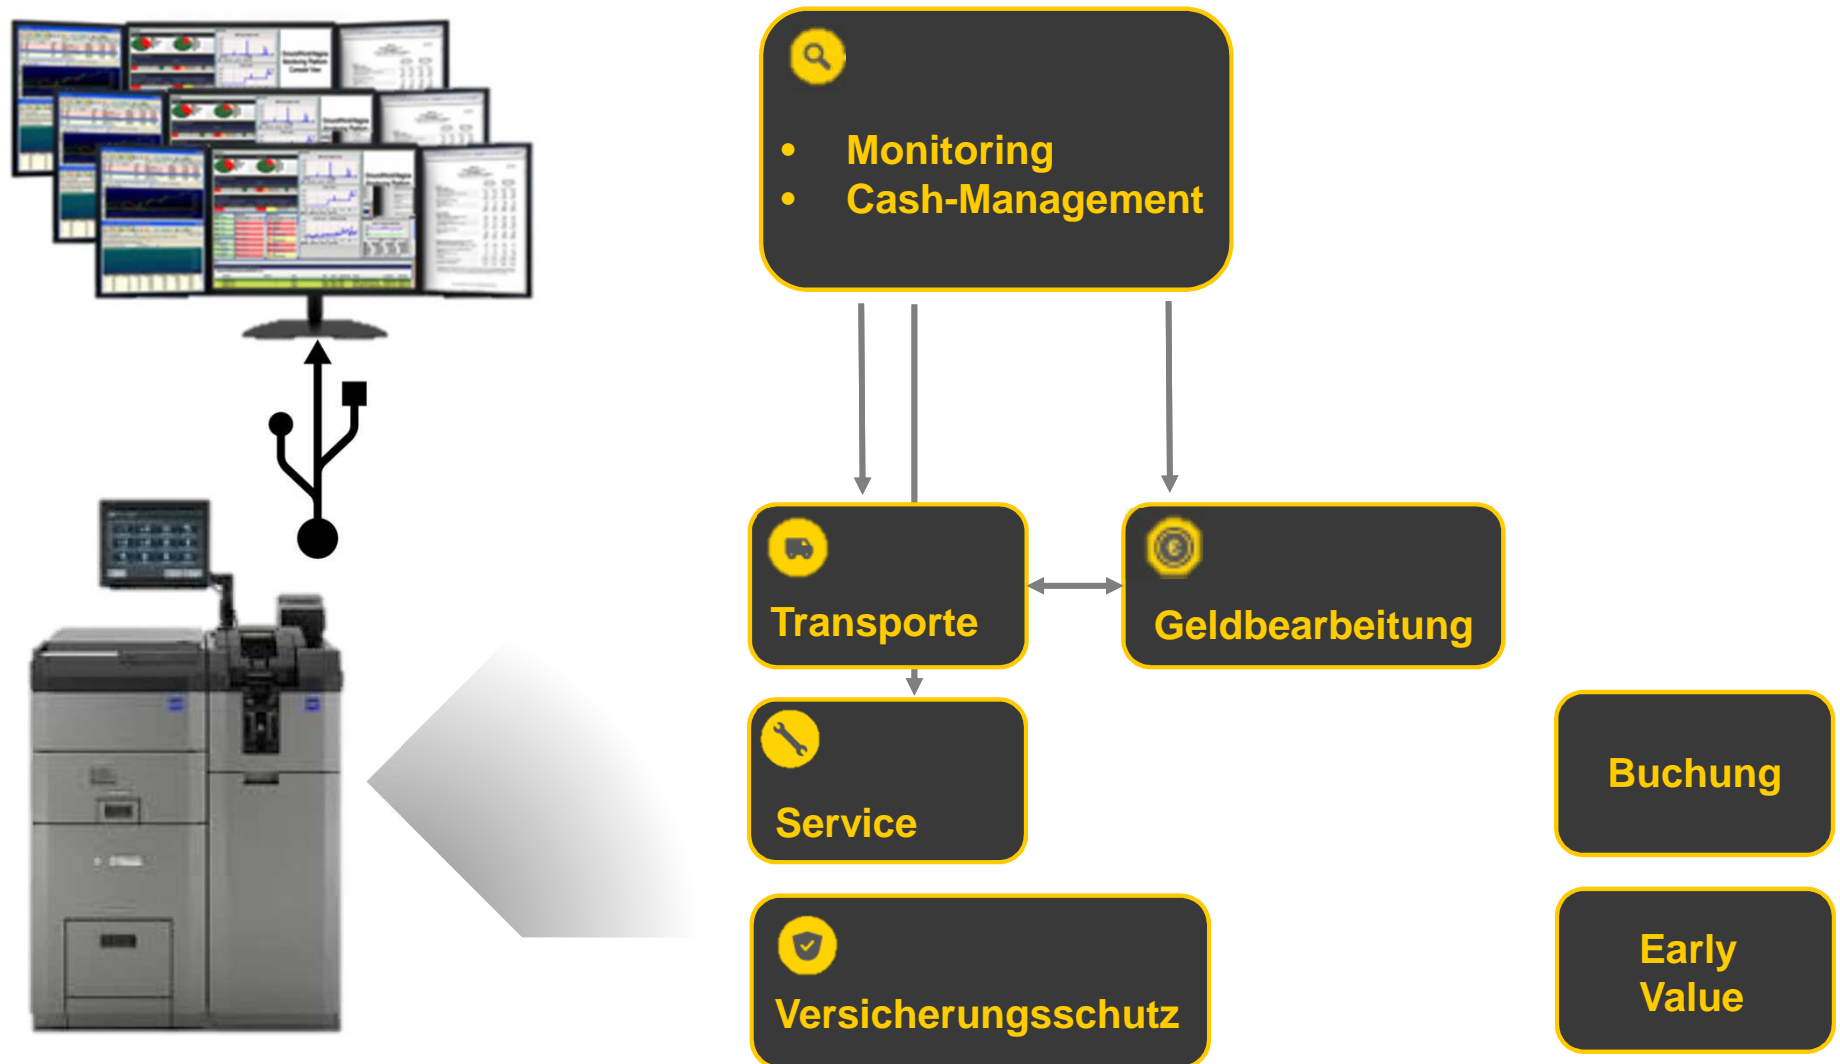 • Monitoring
• Cash-Management
Transporte
Geldbearbeitung
Service
Buchung
Versicherungsschutz
Early
Value